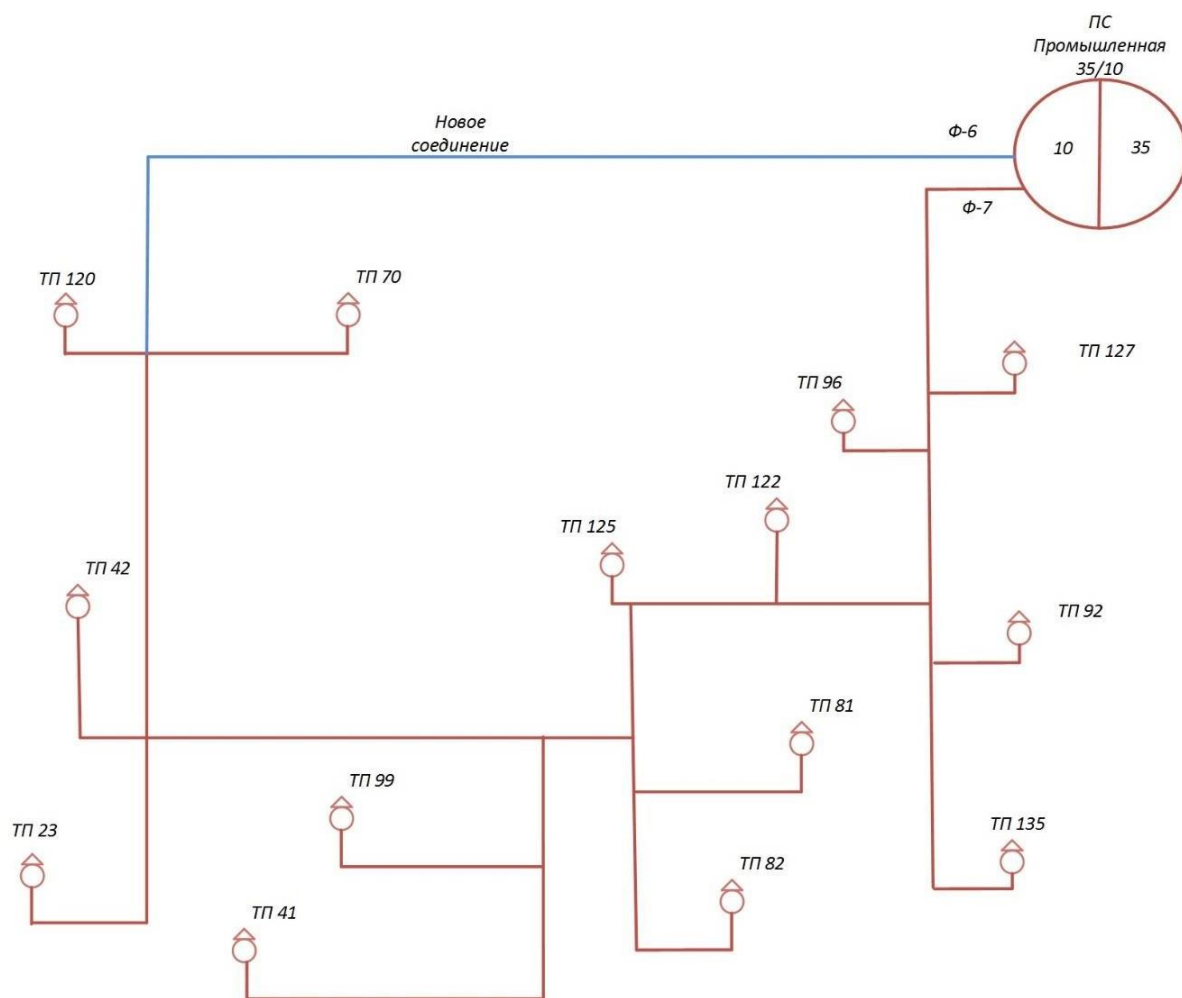 ПС
Промышленная
35/10
Новое
соединение
Ф-6
10
35
Ф-7
ТП 120
ТП 70
ТП 127
ТП 96
ТП 122
ТП 125
ТП 42
ТП 92
ТП 81
ТП 99
ТП 23
ТП 135
ТП 82
ТП 41